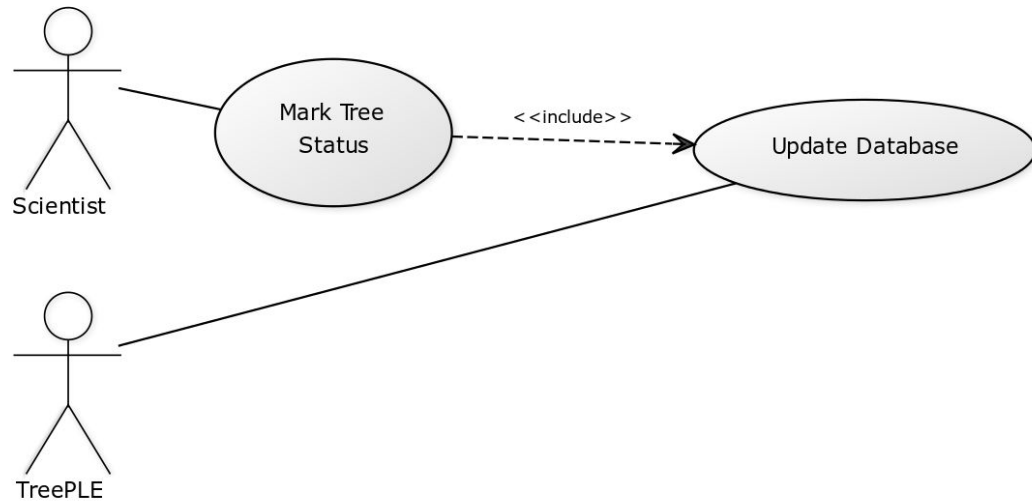 Scientist
Mark Tree
Status
<<include>>
Update Database
TreePLE